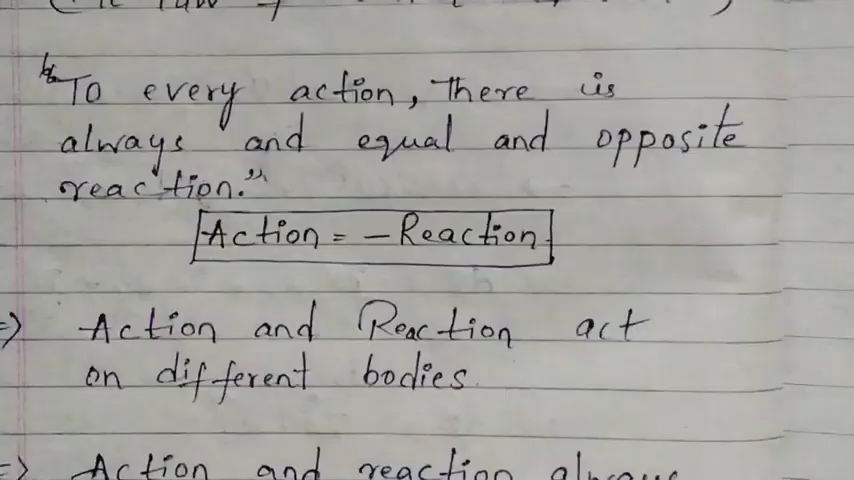 "To every action, there is
always and equal and opposite
reaction."
Action = - Reaction
=> Action and Reaction act
on different bodies.
=> Action and reaction always